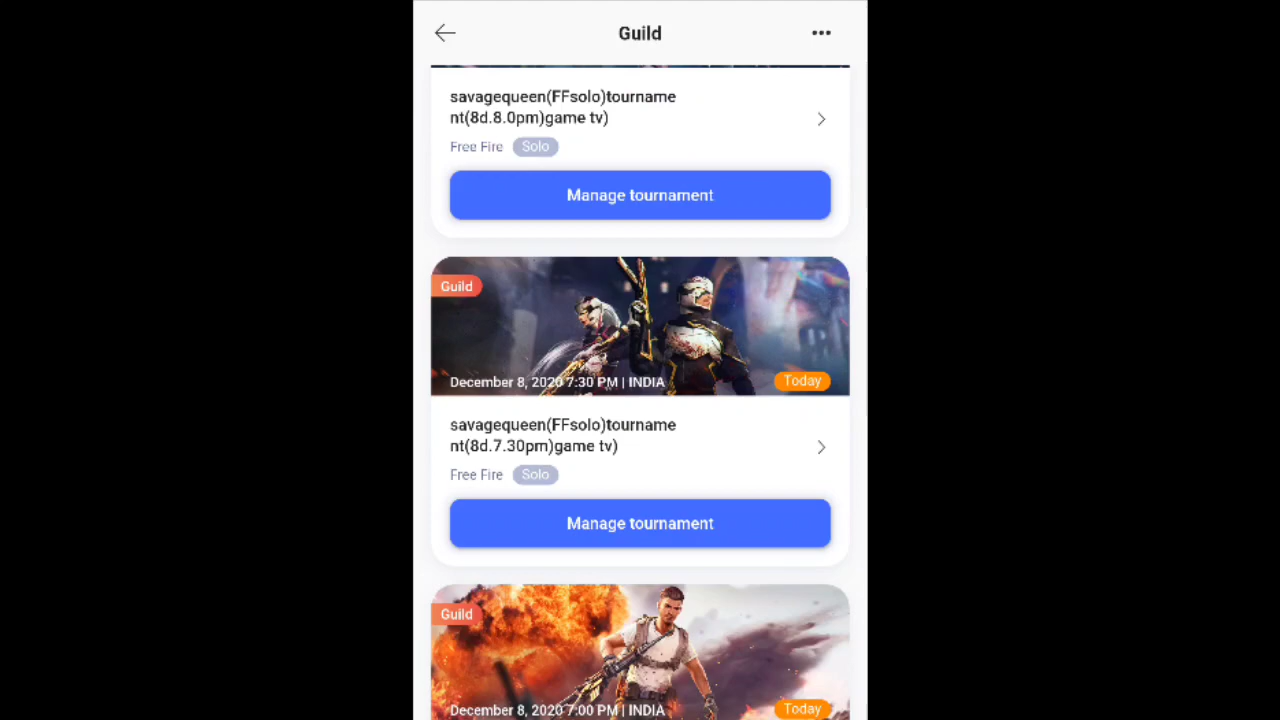 Guild
savagequeen(FFsolo)tourname
nt(8d.8.0pm)game tv)
Free Fire Solo
Manage tournament
Guild
December 8, 2020 7:30 PM | INDIA Today
savagequeen(FFsolo)tourname
nt(8d.7.30pm)game tv)
Free Fire Solo
Manage tournament
Guild
December 8, 2020 7:00 PM | INDIA Today